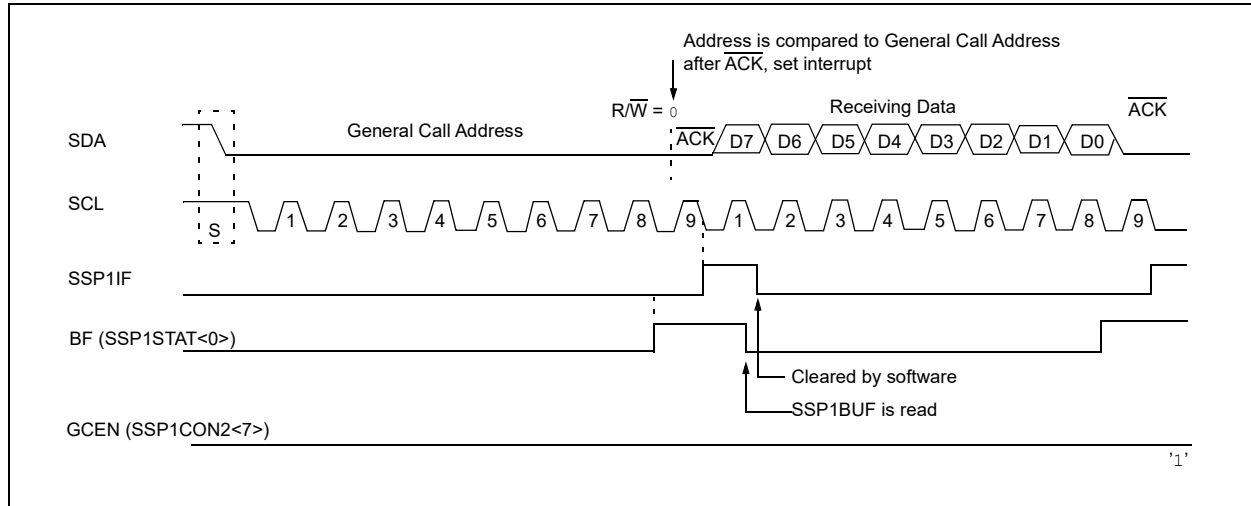 Address is compared to General Call Address
after ACK, set interrupt
R/W = 0
Receiving Data
ACK
SDA
General Call Address
ACK D7 D6 D5 D4 D3 D2 D1 D0
SCL
S
1 2 3 4 5 6 7 8 9 1 2 3 4 5 6 7 8 9
SSP1IF
BF (SSP1STAT<0>)
Cleared by software
SSP1BUF is read
GCEN (SSP1CON2<7>)
'1'